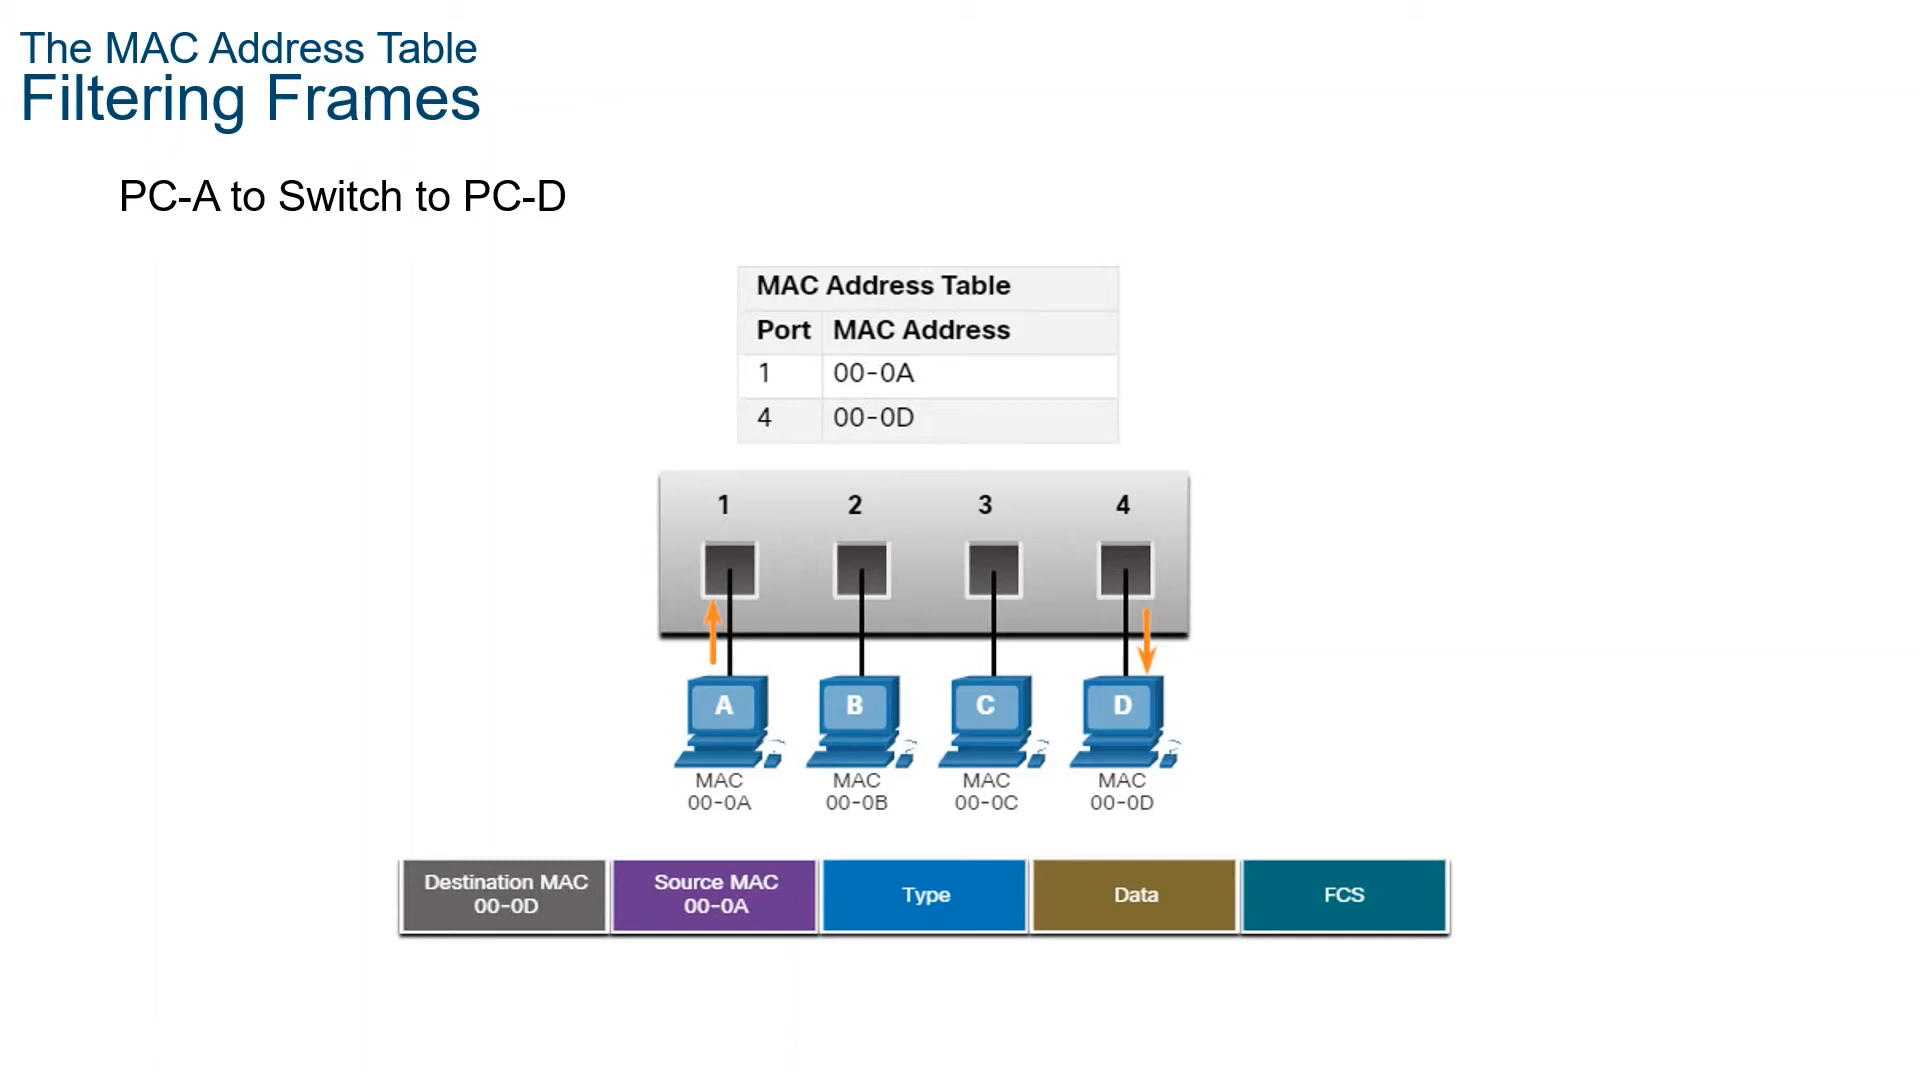 The MAC Address Table
Filtering Frames
PC-A to Switch to PC-D
MAC Address Table
Port MAC Address
1 00-0A
4 00-0D
1 2 3 4
A B C D
MAC MAC MAC MAC
00-0A 00-0B 00-0C 00-0D
Destination MAC Source MAC Type Data FCS
00-0D 00-0A